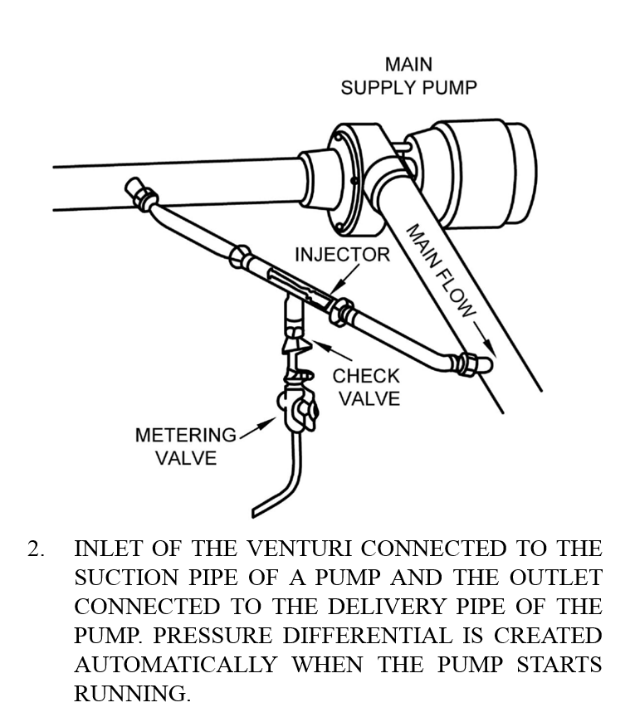 MAIN
SUPPLY PUMP
INJECTOR
MAIN FLOW
CHECK
VALVE
METERING
VALVE
2. INLET OF THE VENTURI CONNECTED TO THE
SUCTION PIPE OF A PUMP AND THE OUTLET
CONNECTED TO THE DELIVERY PIPE OF THE
PUMP. PRESSURE DIFFERENTIAL IS CREATED
AUTOMATICALLY WHEN THE PUMP STARTS
RUNNING.